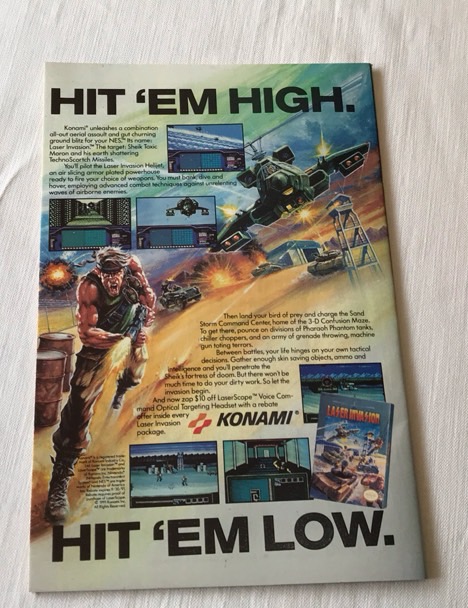 HIT ‘EM HIGH.
Konami® unleashes a combination
all-out aerial assault and gut churning
ground blitz for your NES.™ Its name:
Laser Invasion.™ The target: Sheik Toxic
Moron and his earth shattering
TechnoScorch Missiles.
You'll pilot the Laser Invasion Helijet,
an air slicing armor plated powerhouse
ready to fire your choice of weapons. You must bank, dive and
hover, employing advanced combat techniques against unrelenting
waves of airborne enemies.
Then land your bird of prey and charge the Sand
Storm Command Center, home of the 3-D Confusion Maze.
To get there, pounce on divisions of Pharaoh Phantom tanks,
chiller choppers, and an army of grenade throwing, machine
gun toting terrors.
Between battles, your life hinges on your own tactical
decisions. Gather enough skin saving objects, ammo and
intelligence and you'll penetrate the
Sheik's fortress of doom. But there won't be
much time to do your dirty work. So let the
invasion begin.
And now zap $10 off LaserScope™ Voice Com-
mand Optical Targeting Headset with a rebate
offer inside every
Laser Invasion
package.
KONAMI®
LASER INVASION
HIT ‘EM LOW.